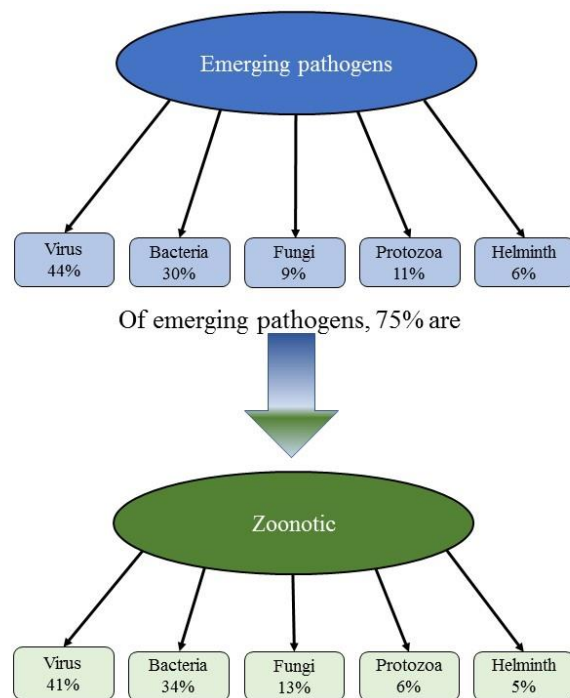 Emerging pathogens
Virus
44%
Bacteria
30%
Fungi
9%
Protozoa
11%
Helminth
6%
Of emerging pathogens, 75% are
Zoonotic
Virus
41%
Bacteria
34%
Fungi
13%
Protozoa
6%
Helminth
5%